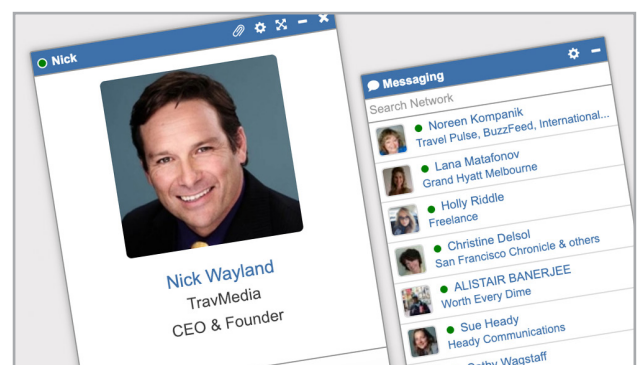 Nick
Nick Wayland
TravMedia
CEO & Founder
Messaging
Search Network
Noreen Kompanik
Travel Pulse, BuzzFeed, International...
Lana Matafonov
Grand Hyatt Melbourne
Holly Riddle
Freelance
Christine Delsol
San Francisco Chronicle & others
ALISTAIR BANERJEE
Worth Every Dime
Sue Heady
Heady Communications
Cathy Wagstaff